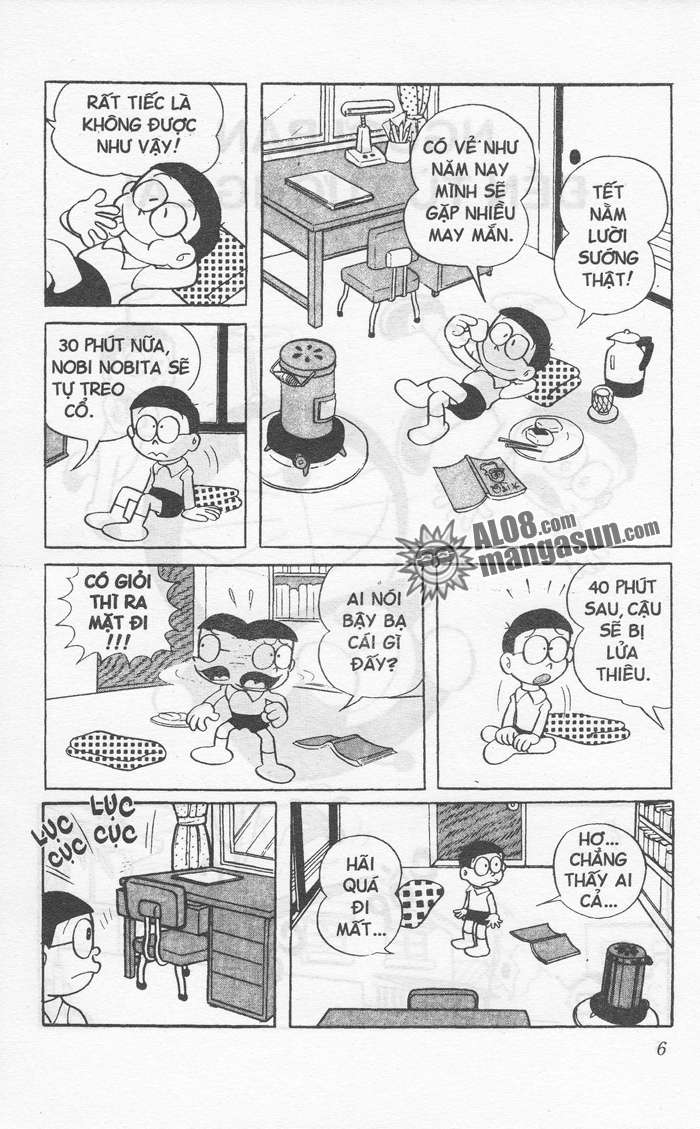 TẾT
NẰM
LƯỜI
SƯỚNG
THẬT!
CÓ VẺ NHƯ
NĂM NAY
MÌNH SẼ
GẶP NHIỀU
MAY MẮN.
RẤT TIẾC LÀ
KHÔNG ĐƯỢC
NHƯ VẬY!
30 PHÚT NỮA,
NOBI NOBITA SẼ
TỰ TREO
CỔ.
ALO8.com
mangasun.com
40 PHÚT
SAU, CẬU
SẼ BỊ
LỬA
THIÊU.
AI NÓI
BẬY BẠ
CÁI GÌ
ĐẤY?
CÓ GIỎI
THÌ RA
MẶT ĐI
!!!
HƠ...
CHẲNG
THẤY AI
CẢ...
HÃI
QUÁ
ĐI
MẤT...
LỤC
CỤC
LỤC
CỤC
6